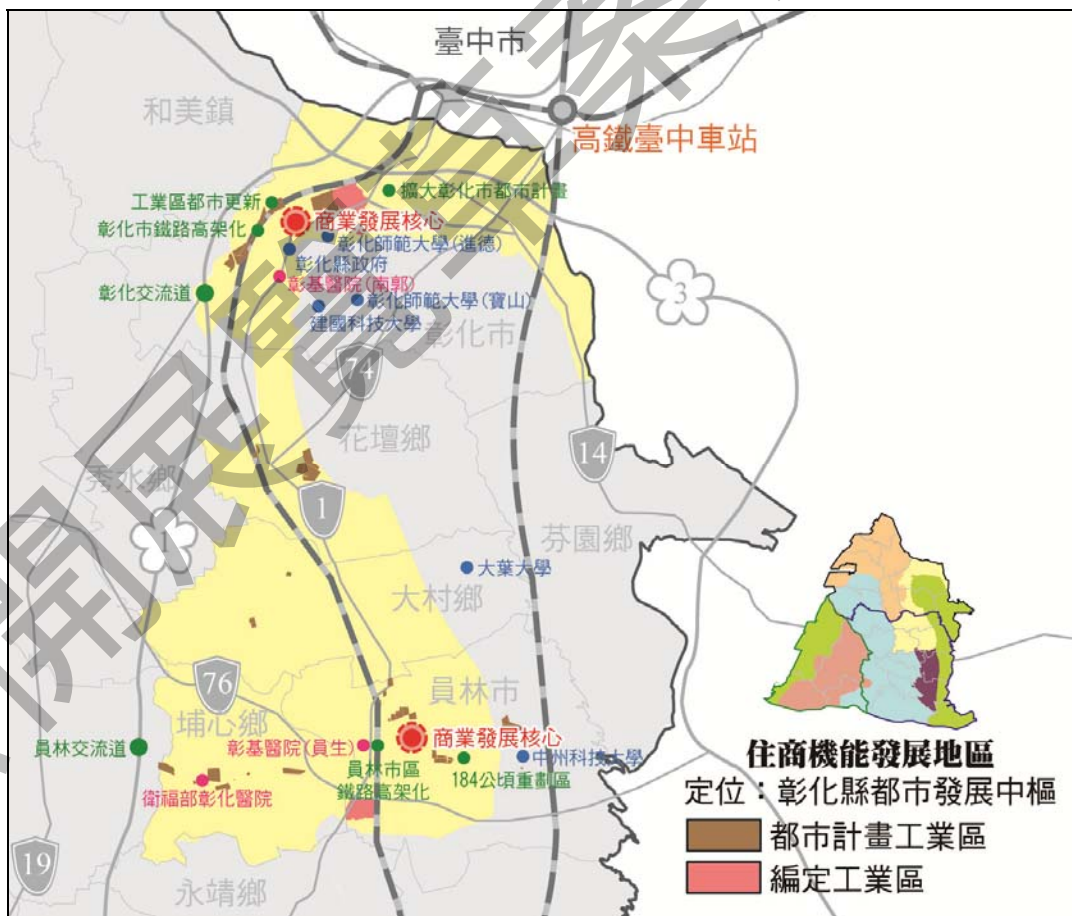 臺中市
和美鎮
高鐵臺中車站
工業區都市更新
擴大彰化市都市計畫
商業發展核心
彰化市鐵路高架化
彰化師範大學(進德)
彰化縣政府
彰化交流道
彰基醫院(南郭)
彰化師範大學(寶山)
3
建國科技大學
彰化市
74
花壇鄉
14
秀水鄉
1
1
芬園鄉
大葉大學
大村鄉
76
員林市
埔心鄉
員林交流道
彰基醫院(員生)
商業發展核心
中州科技大學
員林市區
鐵路高架化
184公頃重劃區
衛福部彰化醫院
19
永靖鄉
住商機能發展地區
定位：彰化縣都市發展中樞
都市計畫工業區
編定工業區
開展覽草案